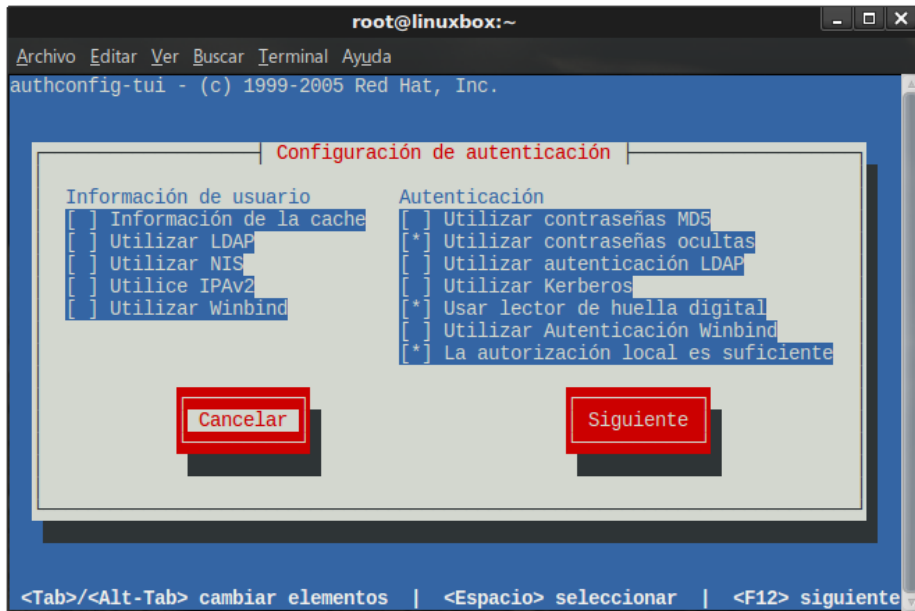 root@linuxbox:~
Archivo Editar Ver Buscar Terminal Ayuda
authconfig-tui - (c) 1999-2005 Red Hat, Inc.
Configuración de autenticación
Información de usuario
[ ] Información de la cache
[ ] Utilizar LDAP
[ ] Utilizar NIS
[ ] Utilice IPAv2
[ ] Utilizar Winbind
Autenticación
[ ] Utilizar contraseñas MD5
[*] Utilizar contraseñas ocultas
[ ] Utilizar autenticación LDAP
[ ] Utilizar Kerberos
[*] Usar lector de huella digital
[ ] Utilizar Autenticación Winbind
[*] La autorización local es suficiente
Cancelar
Siguiente
<Tab>/<Alt-Tab> cambiar elementos | <Espacio> seleccionar | <F12> siguiente